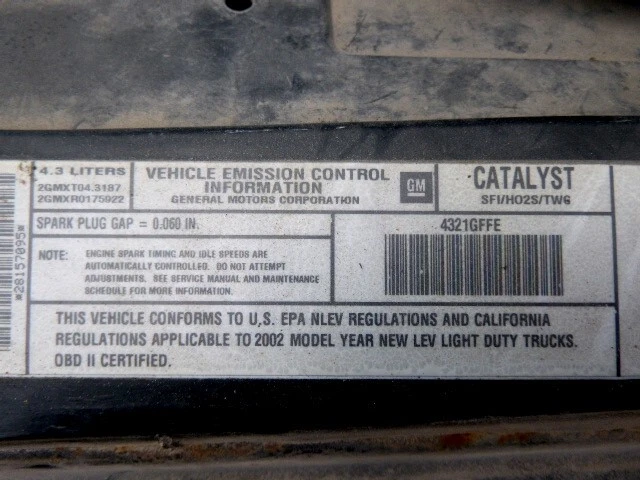 4.3 LITERS
2GMXT04.3187
2GMXR0175922
VEHICLE EMISSION CONTROL
INFORMATION
GENERAL MOTORS CORPORATION
GM
CATALYST
SFI/HO2S/TWC
SPARK PLUG GAP = 0.060 IN.
4321GFFE
NOTE:
ENGINE SPARK TIMING AND IDLE SPEEDS ARE
AUTOMATICALLY CONTROLLED. DO NOT ATTEMPT
ADJUSTMENTS. SEE SERVICE MANUAL AND MAINTENANCE
SCHEDULE FOR MORE INFORMATION.
*28157095*
THIS VEHICLE CONFORMS TO U.S. EPA NLEV REGULATIONS AND CALIFORNIA
REGULATIONS APPLICABLE TO 2002 MODEL YEAR NEW LEV LIGHT DUTY TRUCKS.
OBD II CERTIFIED.